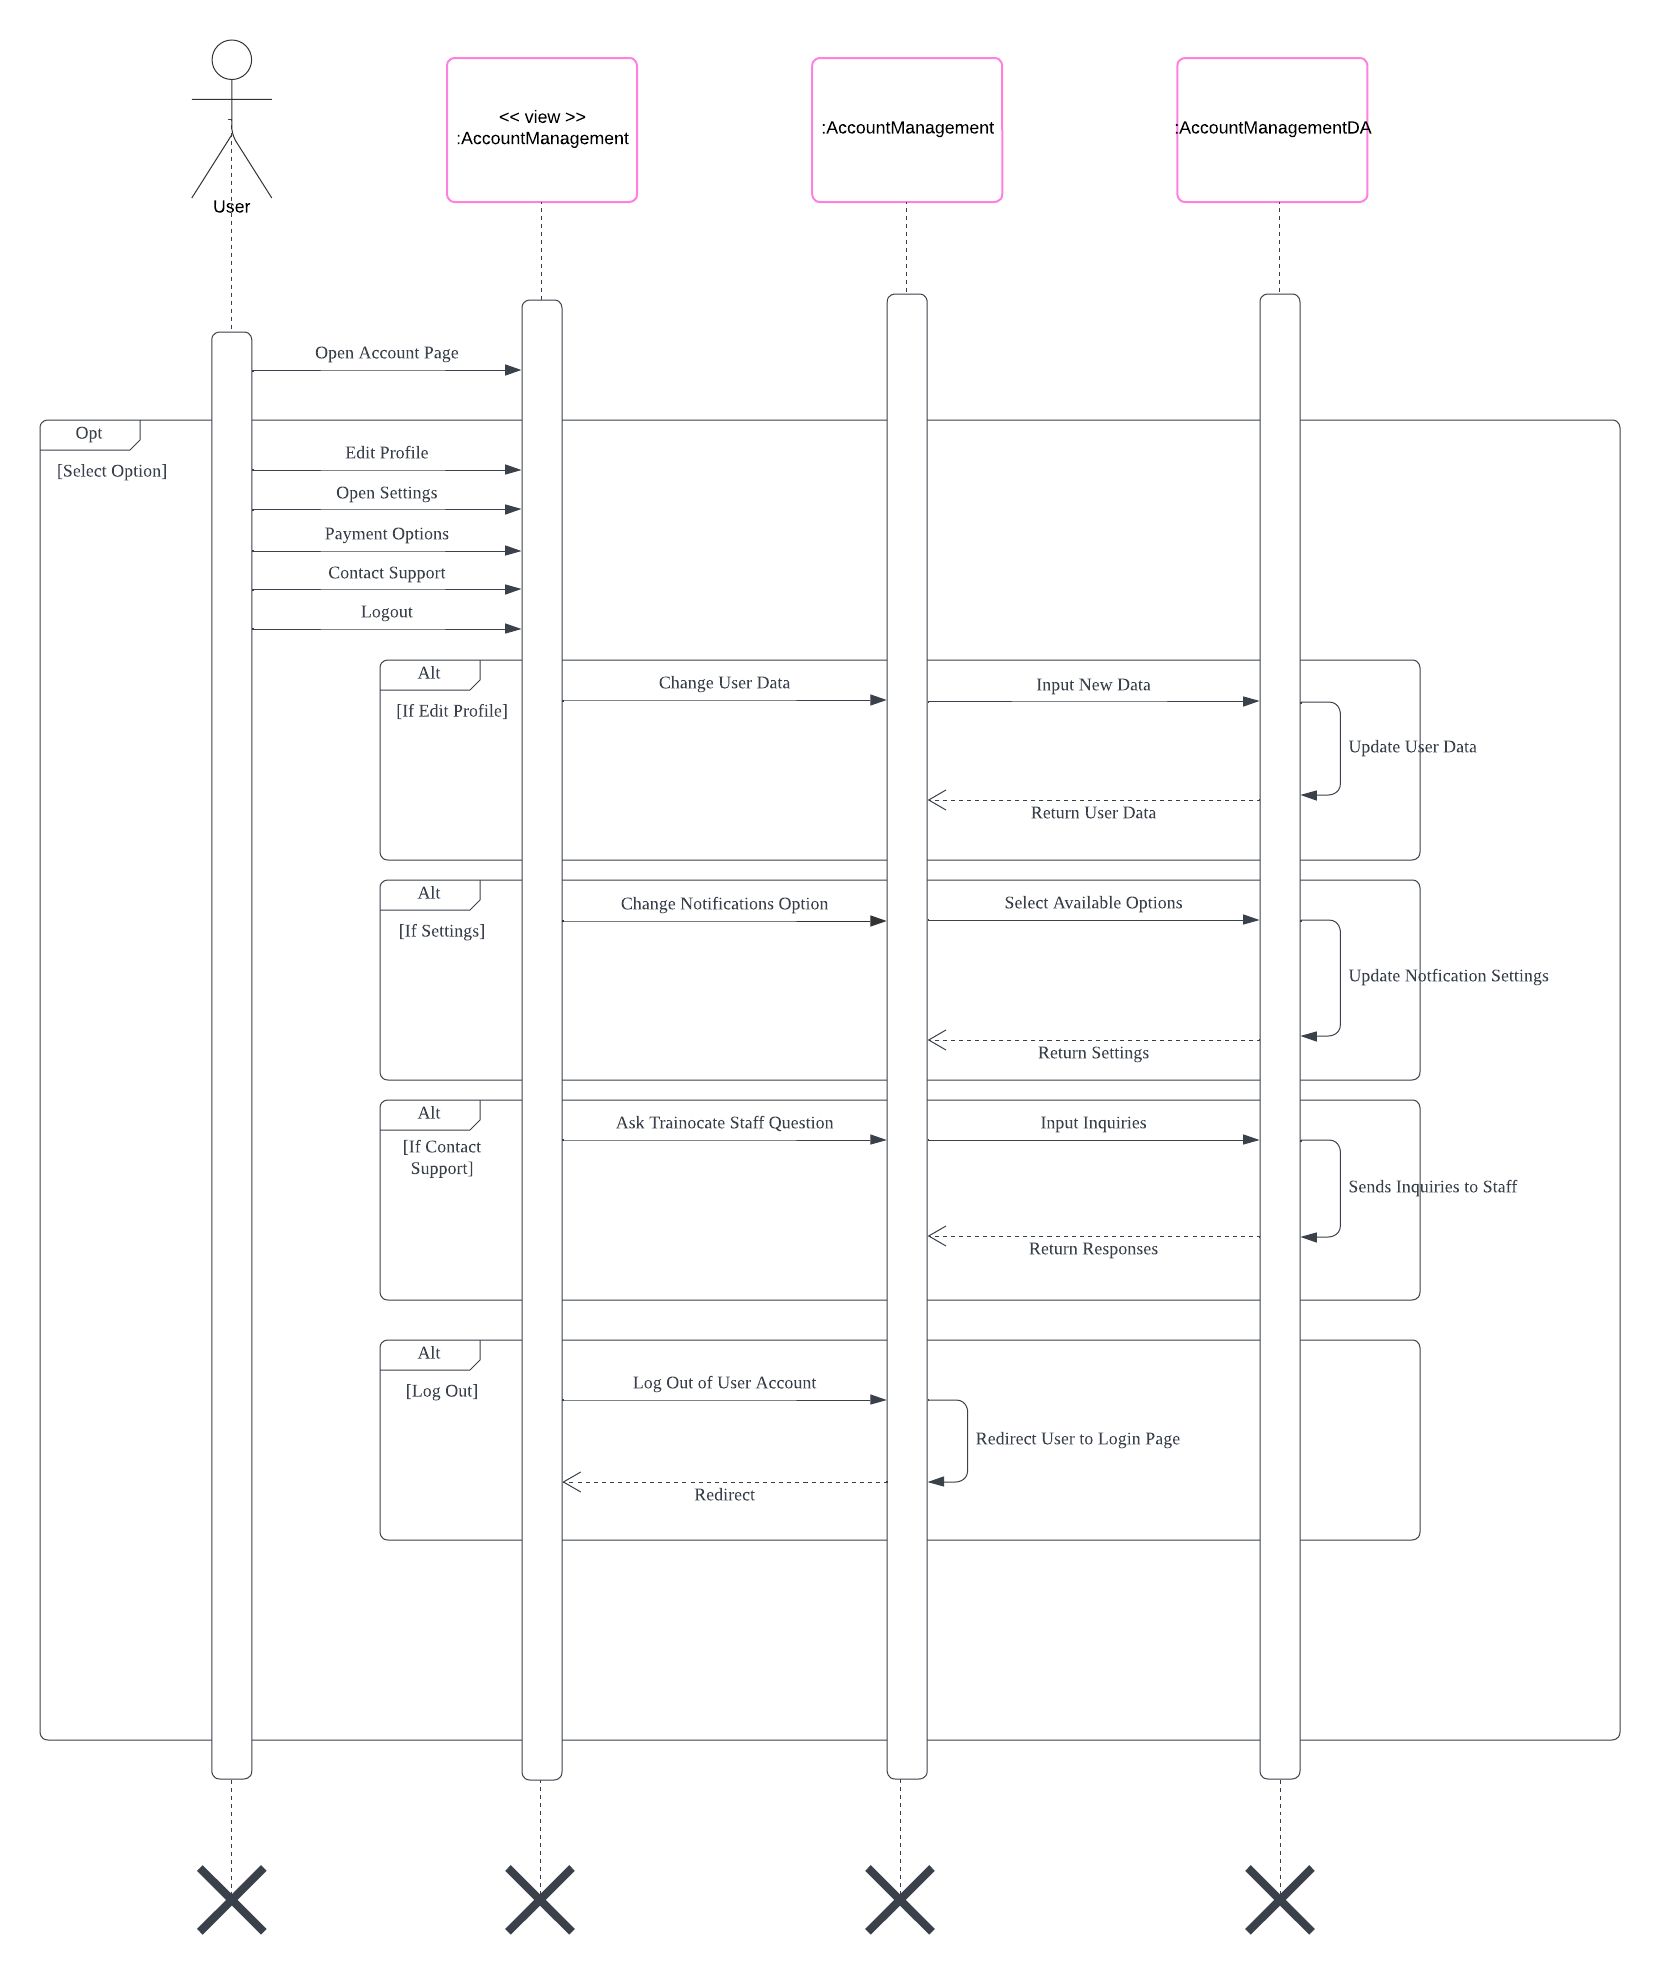 User
<< view >>
:AccountManagement
:AccountManagement
:AccountManagementDA
Open Account Page
Opt
[Select Option]
Edit Profile
Open Settings
Payment Options
Contact Support
Logout
Alt
[If Edit Profile]
Change User Data
Input New Data
Update User Data
Return User Data
Alt
[If Settings]
Change Notifications Option
Select Available Options
Update Notfication Settings
Return Settings
Alt
[If Contact
Support]
Ask Trainocate Staff Question
Input Inquiries
Sends Inquiries to Staff
Return Responses
Alt
[Log Out]
Log Out of User Account
Redirect User to Login Page
Redirect